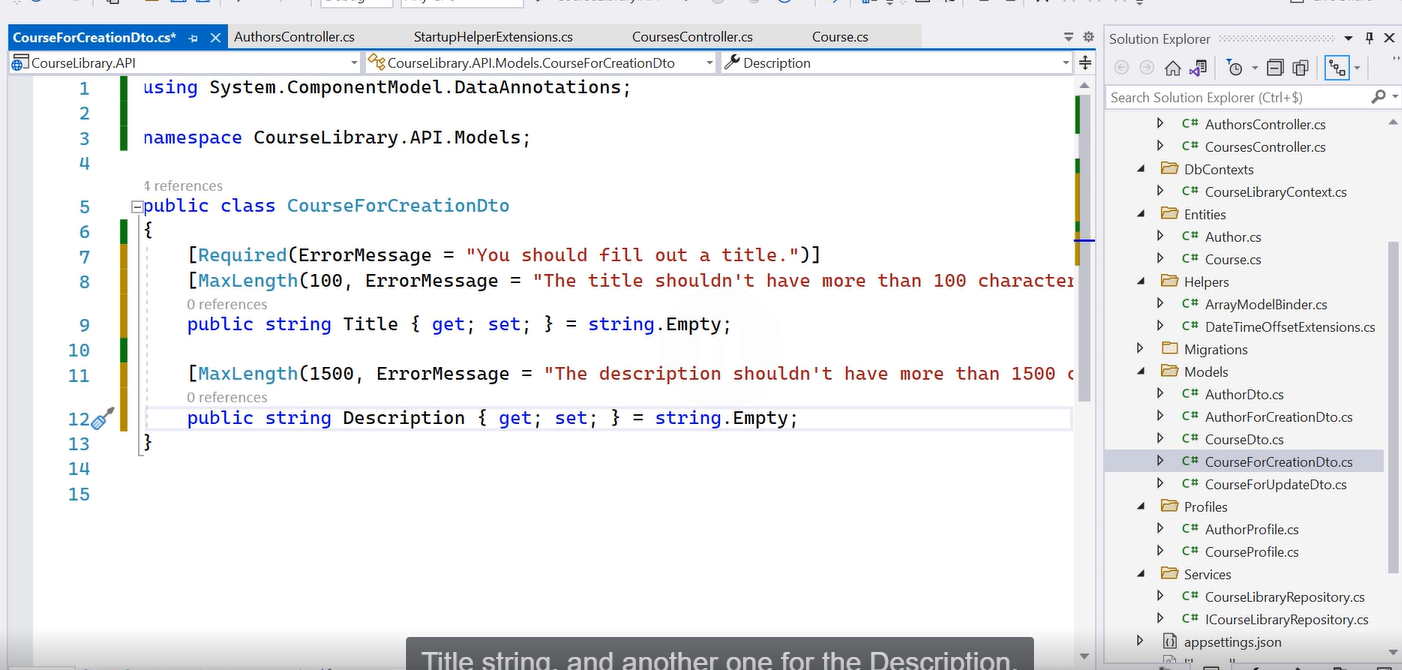 CourseForCreationDto.cs*
AuthorsController.cs
StartupHelperExtensions.cs
CoursesController.cs
Course.cs
CourseLibrary.API
CourseLibrary.API.Models.CourseForCreationDto
Description
1 using System.ComponentModel.DataAnnotations;
2
3 namespace CourseLibrary.API.Models;
4
4 references
5 public class CourseForCreationDto
6 {
7 [Required(ErrorMessage = "You should fill out a title.")]
8 [MaxLength(100, ErrorMessage = "The title shouldn't have more than 100 character
0 references
9 public string Title { get; set; } = string.Empty;
10
11 [MaxLength(1500, ErrorMessage = "The description shouldn't have more than 1500 c
0 references
12 public string Description { get; set; } = string.Empty;
13 }
14
15
Title string, and another one for the Description.
Solution Explorer
Search Solution Explorer (Ctrl+$)
C# AuthorsController.cs
C# CoursesController.cs
DbContexts
C# CourseLibraryContext.cs
Entities
C# Author.cs
C# Course.cs
Helpers
C# ArrayModelBinder.cs
C# DateTimeOffsetExtensions.cs
Migrations
Models
C# AuthorDto.cs
C# AuthorForCreationDto.cs
C# CourseDto.cs
C# CourseForCreationDto.cs
C# CourseForUpdateDto.cs
Profiles
C# AuthorProfile.cs
C# CourseProfile.cs
Services
C# CourseLibraryRepository.cs
C# ICourseLibraryRepository.cs
appsettings.json